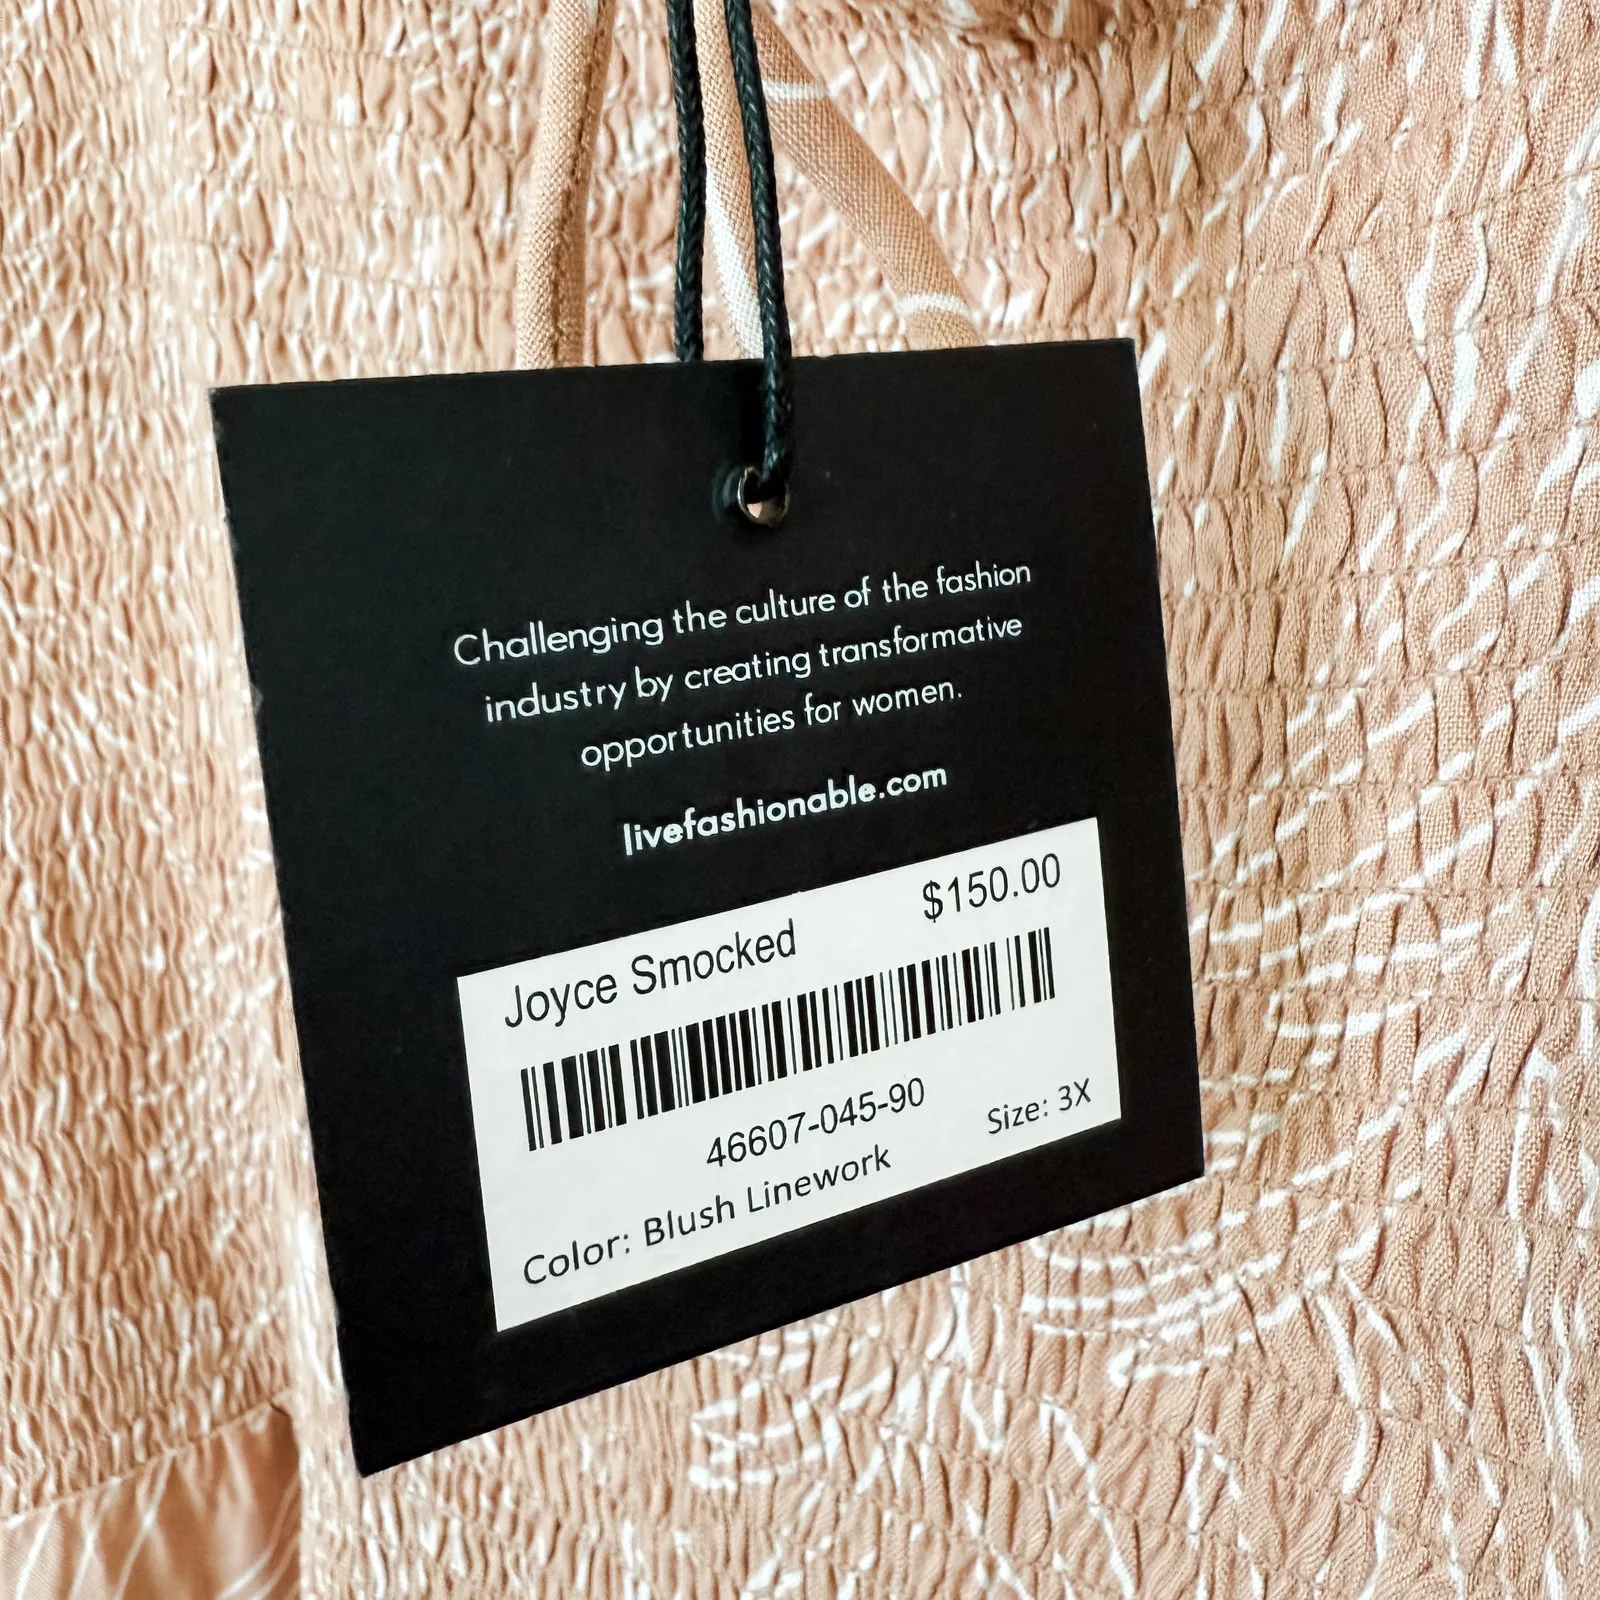 Challenging the culture of the fashion
industry by creating transformative
opportunities for women.
livefashionable.com
Joyce Smocked $150.00
46607-045-90
Size: 3X
Color: Blush Linework